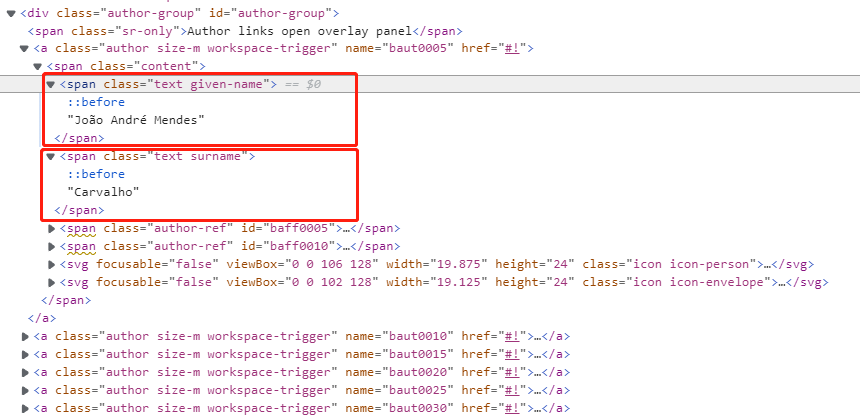 ▼<div class="author-group" id="author-group">
<span class="sr-only">Author links open overlay panel</span>
▼<a class="author size-m workspace-trigger" name="baut0005" href="#!">
▼<span class="content">
▼<span class="text given-name"> == $0
::before
"João André Mendes"
</span>
▼<span class="text surname">
::before
"Carvalho"
</span>
▶<span class="author-ref" id="baff0005">…</span>
▶<span class="author-ref" id="baff0010">…</span>
▶<svg focusable="false" viewBox="0 0 106 128" width="19.875" height="24" class="icon icon-person">…</svg>
▶<svg focusable="false" viewBox="0 0 102 128" width="19.125" height="24" class="icon icon-envelope">…</svg>
</span>
</a>
▶<a class="author size-m workspace-trigger" name="baut0010" href="#!">…</a>
▶<a class="author size-m workspace-trigger" name="baut0015" href="#!">…</a>
▶<a class="author size-m workspace-trigger" name="baut0020" href="#!">…</a>
▶<a class="author size-m workspace-trigger" name="baut0025" href="#!">…</a>
▶<a class="author size-m workspace-trigger" name="baut0030" href="#!">…</a>